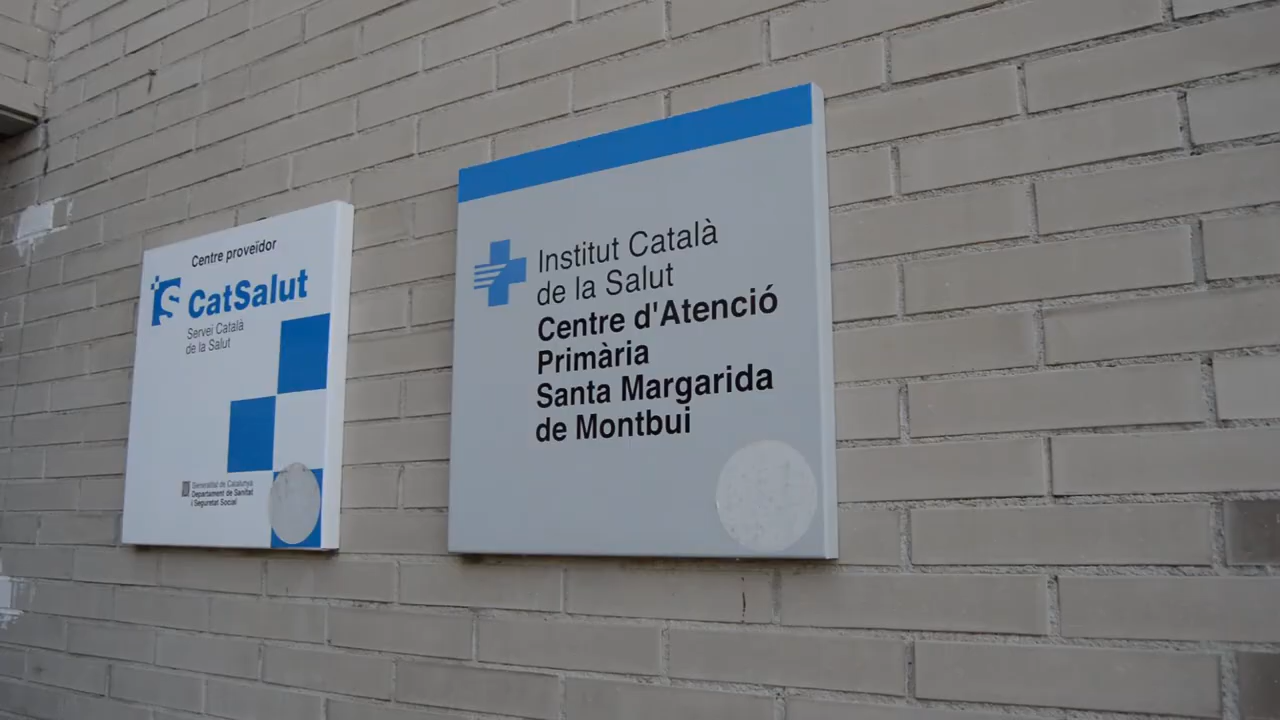 Centre proveïdor
CatSalut
Servei Català
de la Salut
Generalitat de Catalunya
Departament de Sanitat
i Seguretat Social
Institut Català
de la Salut
Centre d'Atenció
Primària
Santa Margarida
de Montbui